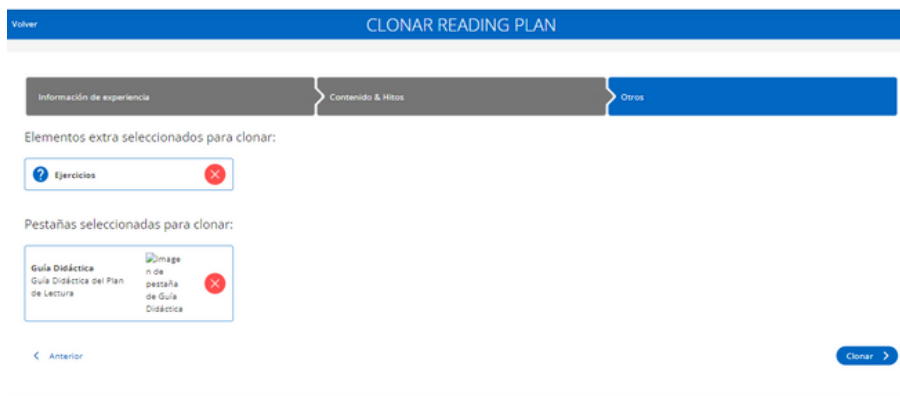 Volver
CLONAR READING PLAN
Información de experiencia
Contenido & Hitos
Otros
Elementos extra seleccionados para clonar:
? Ejercicios
Pestañas seleccionadas para clonar:
Guía Didáctica
Guía Didáctica del Plan
de Lectura
image
n de
pestaña
de Guía
Didáctica
Anterior
Clonar